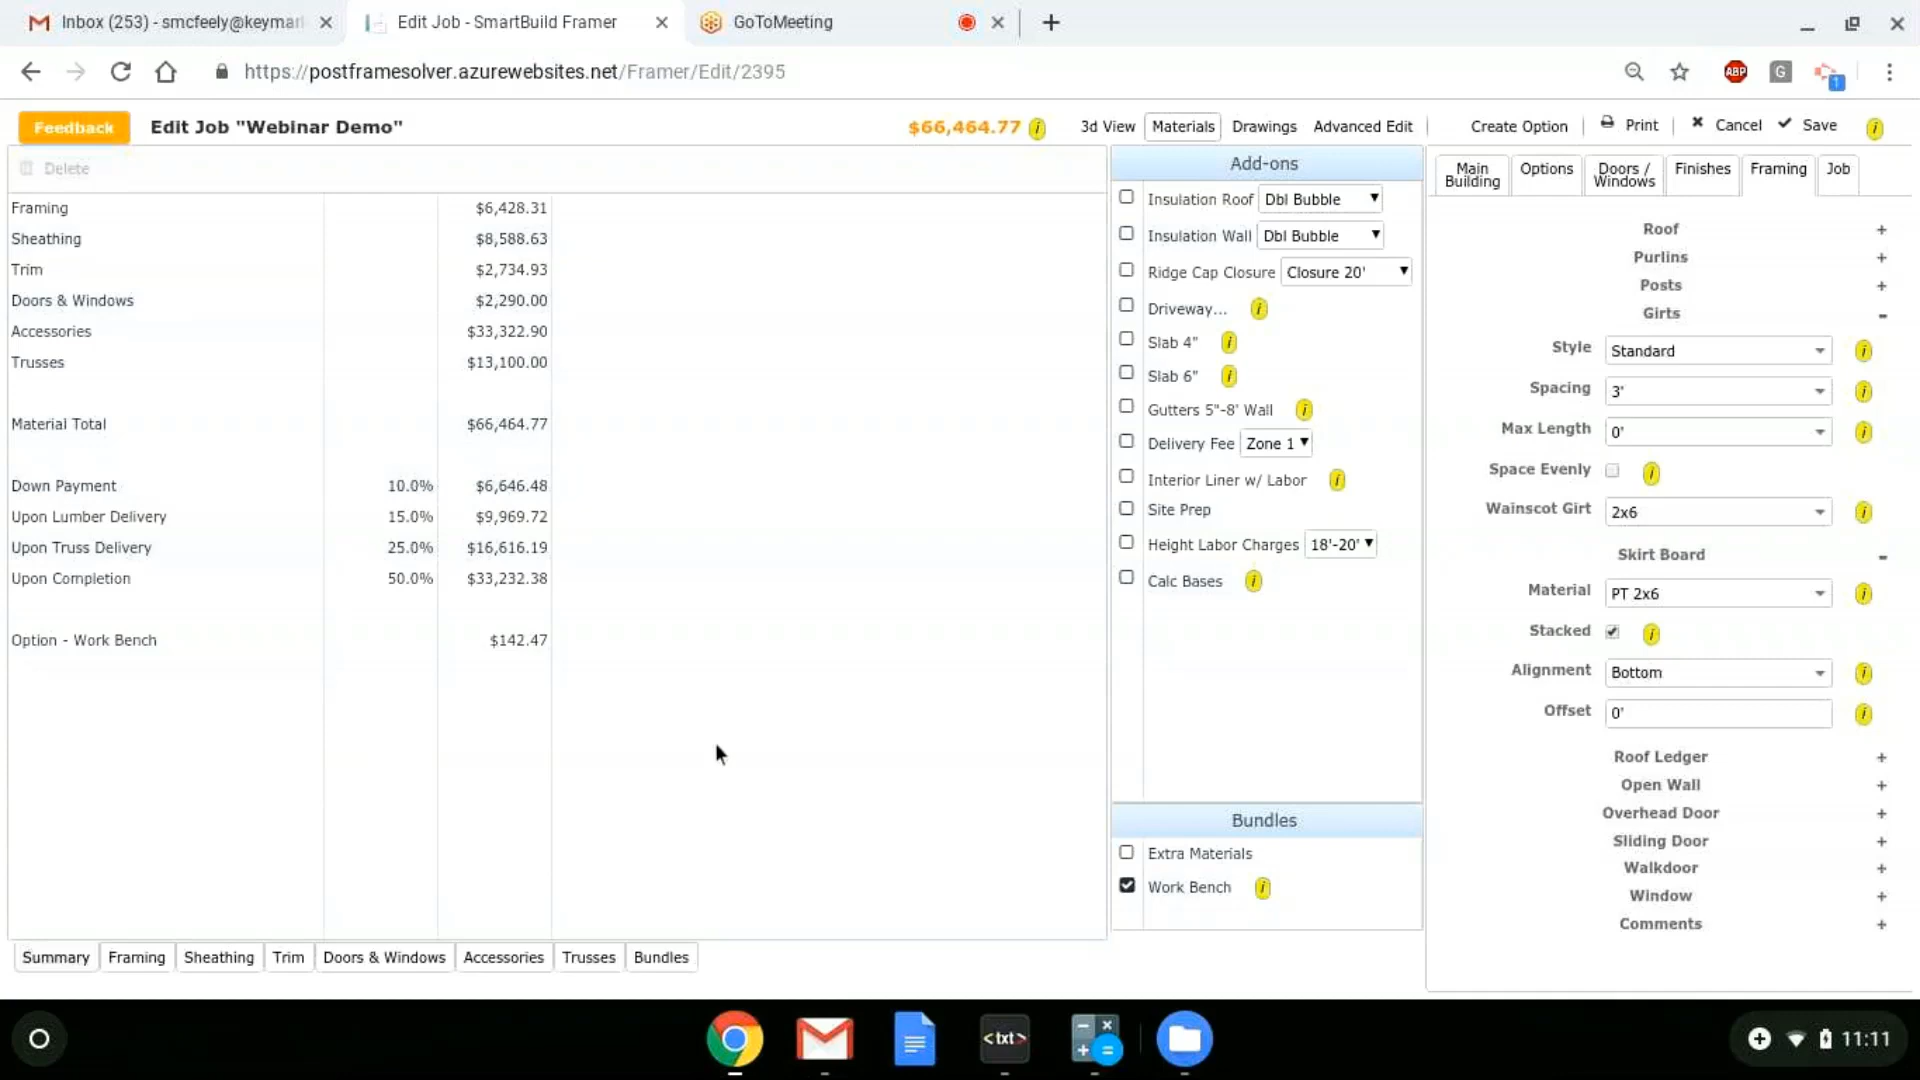 Inbox (253) - smcfeely@keymar
Edit Job - SmartBuild Framer
GoToMeeting
https://postframesolver.azurewebsites.net/Framer/Edit/2395
ABP
G
1
Feedback
Edit Job "Webinar Demo"
$66,464.77
3d View
Materials
Drawings
Advanced Edit
Create Option
Print
Cancel
Save
Delete
Framing $6,428.31
Sheathing $8,588.63
Trim $2,734.93
Doors & Windows $2,290.00
Accessories $33,322.90
Trusses $13,100.00
Material Total $66,464.77
Down Payment 10.0% $6,646.48
Upon Lumber Delivery 15.0% $9,969.72
Upon Truss Delivery 25.0% $16,616.19
Upon Completion 50.0% $33,232.38
Option - Work Bench $142.47
Summary
Framing
Sheathing
Trim
Doors & Windows
Accessories
Trusses
Bundles
Add-ons
Insulation Roof Dbl Bubble
Insulation Wall Dbl Bubble
Ridge Cap Closure Closure 20'
Driveway... i
Slab 4" i
Slab 6" i
Gutters 5"-8' Wall i
Delivery Fee Zone 1
Interior Liner w/ Labor i
Site Prep
Height Labor Charges 18'-20'
Calc Bases i
Bundles
Extra Materials
Work Bench i
Main Building
Options
Doors / Windows
Finishes
Framing
Job
Roof +
Purlins +
Posts +
Girts -
Style Standard i
Spacing 3' i
Max Length 0' i
Space Evenly i
Wainscot Girt 2x6 i
Skirt Board -
Material PT 2x6 i
Stacked i
Alignment Bottom i
Offset 0' i
Roof Ledger +
Open Wall +
Overhead Door +
Sliding Door +
Walkdoor +
Window +
Comments +
<txt>
11:11